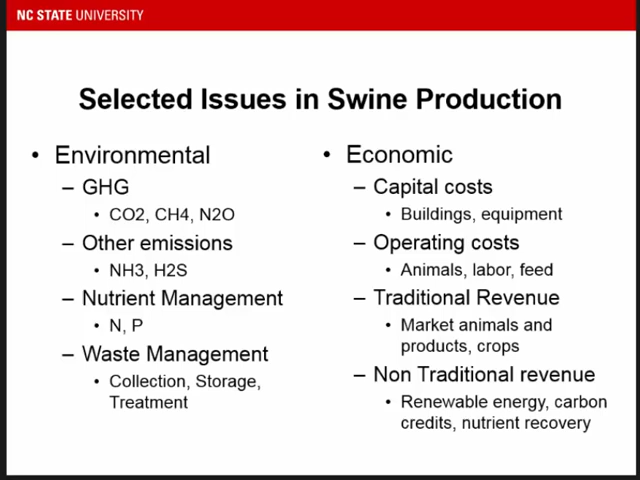 NC STATE UNIVERSITY
Selected Issues in Swine Production
• Environmental
– GHG
• CO2, CH4, N2O
– Other emissions
• NH3, H2S
– Nutrient Management
• N, P
– Waste Management
• Collection, Storage,
Treatment
• Economic
– Capital costs
• Buildings, equipment
– Operating costs
• Animals, labor, feed
– Traditional Revenue
• Market animals and
products, crops
– Non Traditional revenue
• Renewable energy, carbon
credits, nutrient recovery